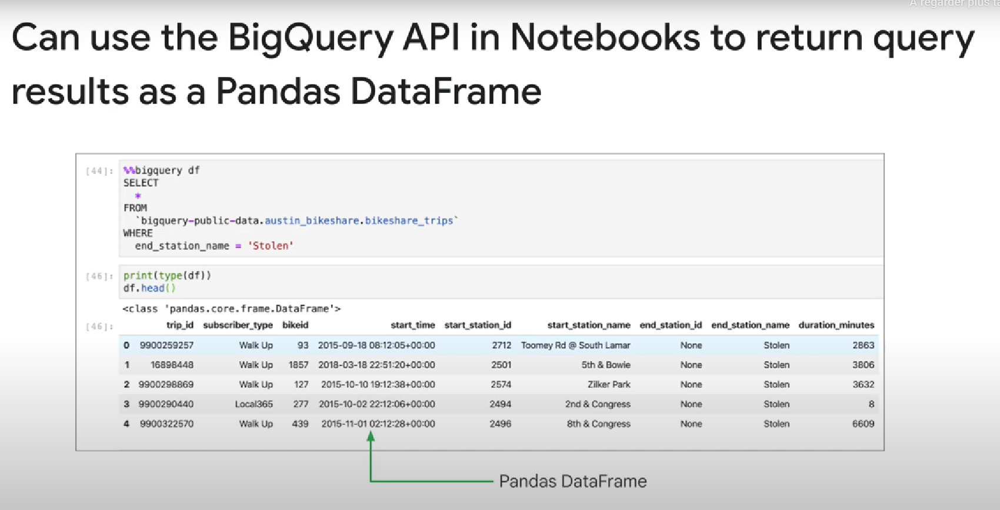 A regarder plus ta
Can use the BigQuery API in Notebooks to return query
results as a Pandas DataFrame
[44]: %%bigquery df
SELECT
*
FROM
`bigquery-public-data.austin_bikeshare.bikeshare_trips`
WHERE
end_station_name = 'Stolen'
[46]: print(type(df))
df.head()
<class 'pandas.core.frame.DataFrame'>
[46]: trip_id subscriber_type bikeid start_time start_station_id start_station_name end_station_id end_station_name duration_minutes
0 9900259257 Walk Up 93 2015-09-18 08:12:05+00:00 2712 Toomey Rd @ South Lamar None Stolen 2863
1 16898448 Walk Up 1857 2018-03-18 22:51:20+00:00 2501 5th & Bowie None Stolen 3806
2 9900298869 Walk Up 127 2015-10-10 19:12:38+00:00 2574 Zilker Park None Stolen 3632
3 9900290440 Local365 277 2015-10-02 22:12:06+00:00 2494 2nd & Congress None Stolen 8
4 9900322570 Walk Up 439 2015-11-01 02:12:28+00:00 2496 8th & Congress None Stolen 6609
Pandas DataFrame